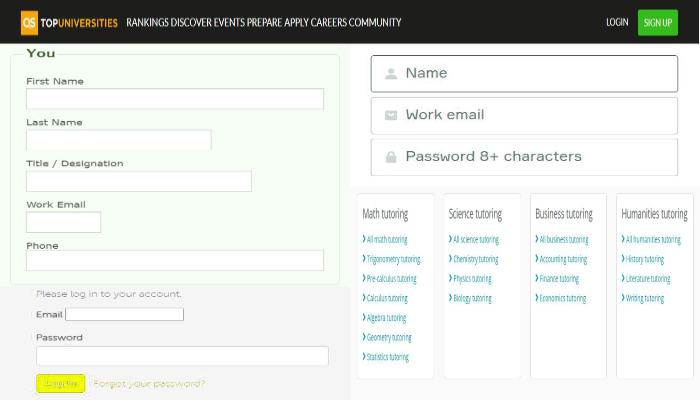 QS TOPUNIVERSITIES RANKINGS DISCOVER EVENTS PREPARE APPLY CAREERS COMMUNITY LOGIN SIGN UP
You
First Name
Last Name
Title / Designation
Work Email
Phone
Please log in to your account.
Email
Password
Log In Forgot your password?
Name
Work email
Password 8+ characters
Math tutoring
All math tutoring
Trigonometry tutoring
Pre-calculus tutoring
Calculus tutoring
Algebra tutoring
Geometry tutoring
Statistics tutoring
Science tutoring
All science tutoring
Chemistry tutoring
Physics tutoring
Biology tutoring
Business tutoring
All business tutoring
Accounting tutoring
Finance tutoring
Economics tutoring
Humanities tutoring
All humanities tutoring
History tutoring
Literature tutoring
Writing tutoring